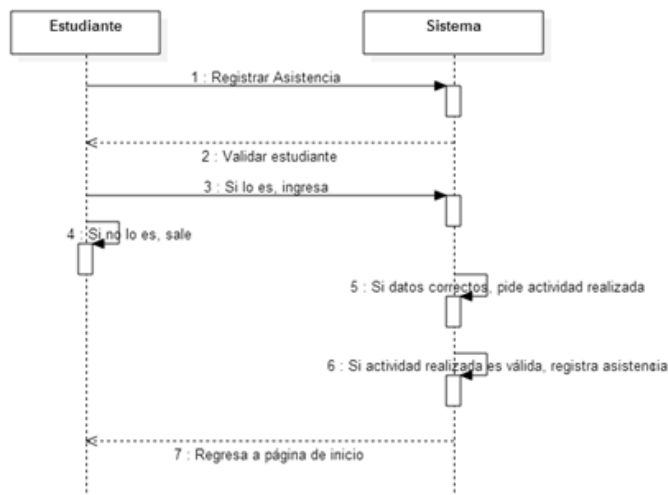 Estudiante
Sistema
1 : Registrar Asistencia
2 : Validar estudiante
3 : Si lo es, ingresa
4 : Si no lo es, sale
5 : Si datos correctos, pide actividad realizada
6 : Si actividad realizada es válida, registra asistencia
7 : Regresa a página de inicio